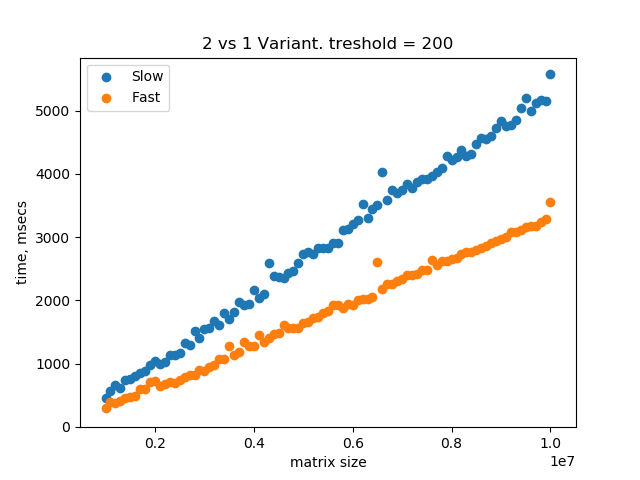 2 vs 1 Variant. treshold = 200
Slow
Fast
time, msecs
5000
4000
3000
2000
1000
0
0.2 0.4 0.6 0.8 1.0
1e7
matrix size